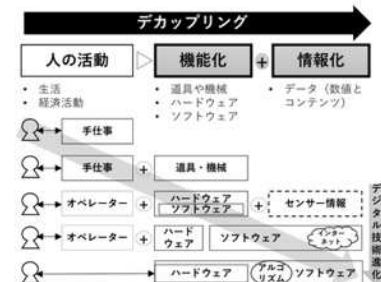 デカップリング
人の活動
機能化
+
情報化
• 生活
• 経済活動
• 道具や機械
• ハードウェア
• ソフトウェア
• データ（数値と
コンテンツ）
手仕事
手仕事
+
道具・機械
オペレーター
+
ハードウェア
ソフトウェア
+
センサー情報
オペレーター
+
ハード
ウェア
ソフトウェア
インター
ネット
ハードウェア
アルゴ
リズム
ソフトウェア
デジタル技術進化